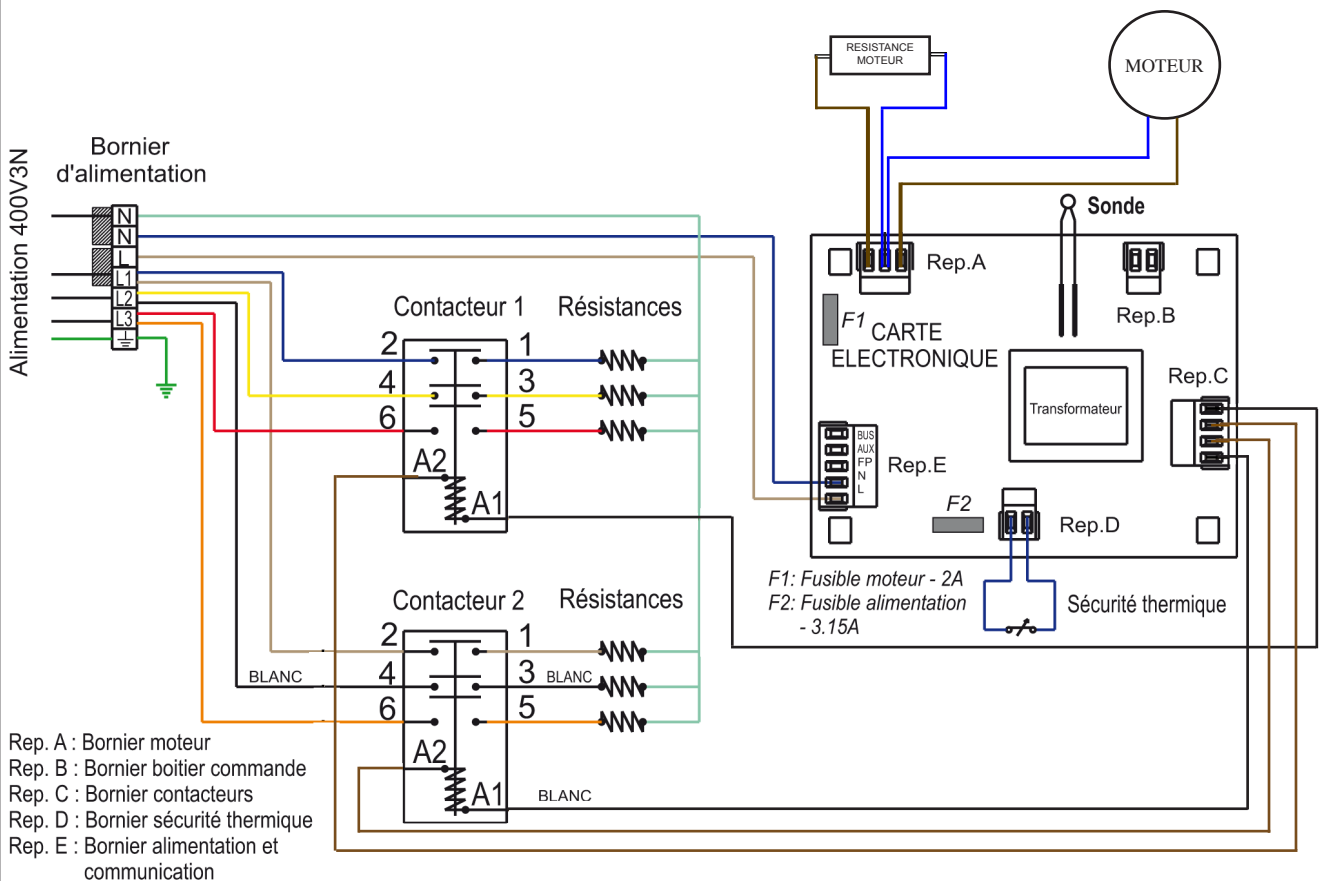 RESISTANCE
MOTEUR
MOTEUR
Alimentation 400V3N
Bornier
d'alimentation
N
N
L
L1
L2
L3
Sonde
Rep.A
Rep.B
F1
CARTE
ELECTRONIQUE
Transformateur
Rep.C
BUS
AUX
FP
N
L
Rep.E
F2
Rep.D
Contacteur 1
Résistances
2
1
4
3
6
5
A2
A1
F1: Fusible moteur - 2A
F2: Fusible alimentation
- 3.15A
Sécurité thermique
Contacteur 2
Résistances
2
1
BLANC
4
3
BLANC
6
5
A2
A1
BLANC
Rep. A : Bornier moteur
Rep. B : Bornier boitier commande
Rep. C : Bornier contacteurs
Rep. D : Bornier sécurité thermique
Rep. E : Bornier alimentation et
communication